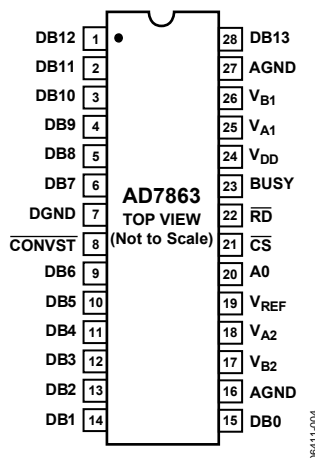 DB12 1 28 DB13
DB11 2 27 AGND
DB10 3 26 VB1
DB9 4 25 VA1
DB8 5 24 VDD
DB7 6 23 BUSY
DGND 7 22 RD
CONVST 8 21 CS
DB6 9 20 A0
DB5 10 19 VREF
DB4 11 18 VA2
DB3 12 17 VB2
DB2 13 16 AGND
DB1 14 15 DB0
AD7863
TOP VIEW
(Not to Scale)
06411-004